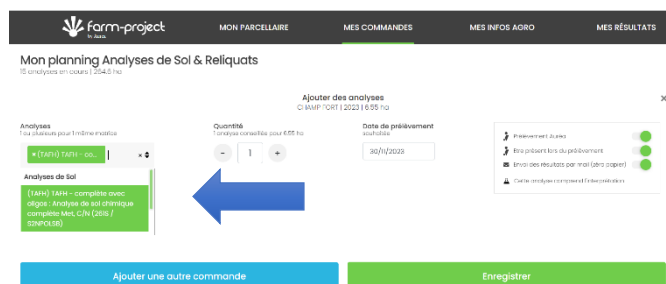 farm-project
by Auréa
MON PARCELLAIRE
MES COMMANDES
MES INFOS AGRO
MES RÉSULTATS
Mon planning Analyses de Sol & Reliquats
15 analyses en cours | 264.6 ha
Ajouter des analyses
CHAMP FORT | 2023 | 6.55 ha
×
Analyses
1 ou plusieurs pour 1 même matrice
Quantité
1 analyse conseillée pour 6,55 ha
Date de prélèvement
souhaitée
× (TAFH) TAFH - co...
×
- 1 +
30/11/2023
Prélèvement Auréa
Être présent lors du prélèvement
Envoi des résultats par mail (zéro papier)
Cette analyse comprend l'interprétation
Analyses de Sol
(TAFH) TAFH - complète avec
oligos : Analyse de sol chimique
complète Met, C/N (261S /
S2NPOLSB)
Ajouter une autre commande
Enregistrer